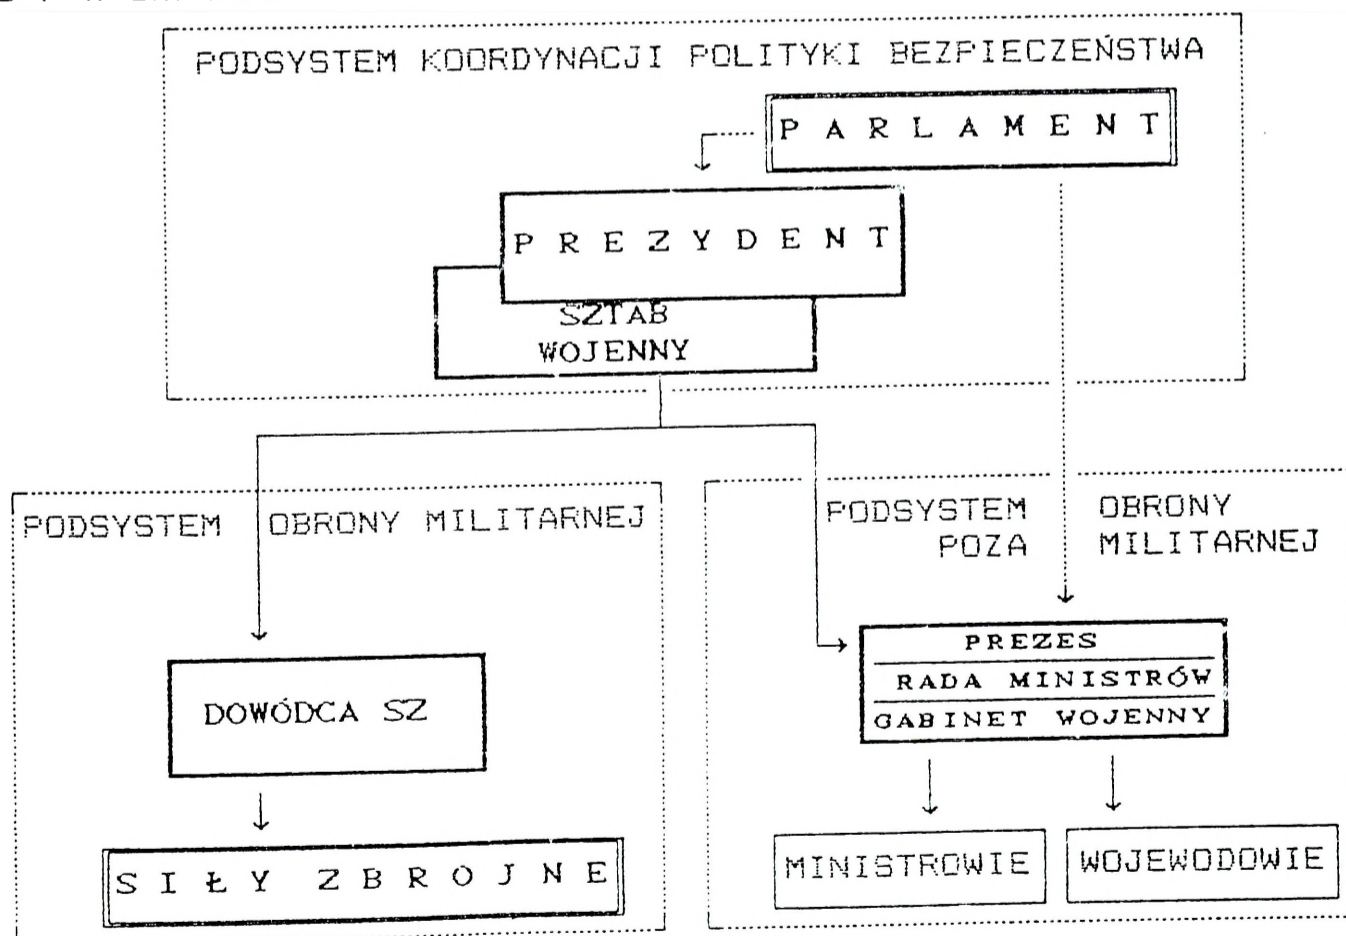 PODSYSTEM KOORDYNACJI POLITYKI BEZPIECZEŃSTWA
PARLAMENT
PREZYDENT
SZTAB
WOJENNY
PODSYSTEM OBRONY MILITARNEJ
PODSYSTEM OBRONY
POZA MILITARNEJ
DOWÓDCA SZ
PREZES
RADA MINISTRÓW
GABINET WOJENNY
SIŁY ZBROJNE
MINISTROWIE
WOJEWODOWIE